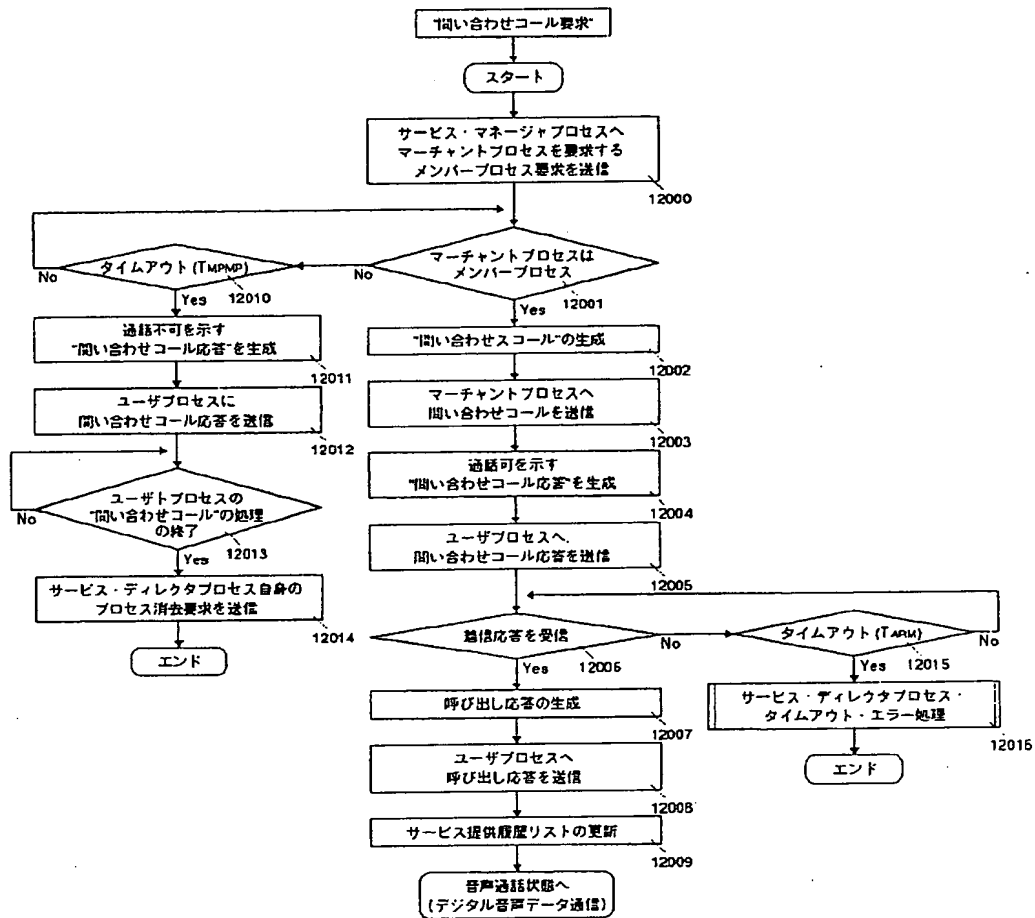 "問い合わせコール要求"
スタート
サービス・マネージャプロセスへ
マーチャントプロセスを要求する
メンバープロセス要求を送信
12000
マーチャントプロセスは
メンバープロセス
12001
No
Yes
タイムアウト(TMPMP)
12010
No
Yes
通話不可を示す
"問い合わせコール応答"を生成
12011
ユーザプロセスに
問い合わせコール応答を送信
12012
ユーザトプロセスの
"問い合わせコール"の処理
の終了
12013
No
Yes
サービス・ディレクタプロセス自身の
プロセス消去要求を送信
12014
エンド
"問い合わせスコール"の生成
12002
マーチャントプロセスへ
問い合わせコールを送信
12003
通話可を示す
"問い合わせコール応答"を生成
12004
ユーザプロセスへ、
問い合わせコール応答を送信
12005
着信応答を受信
12006
No
Yes
タイムアウト(TARM)
12015
No
Yes
サービス・ディレクタプロセス・
タイムアウト・エラー処理
12016
エンド
呼び出し応答の生成
12007
ユーザプロセスへ
呼び出し応答を送信
12008
サービス提供履歴リストの更新
12009
音声通話状態へ
(デジタル音声データ通信)